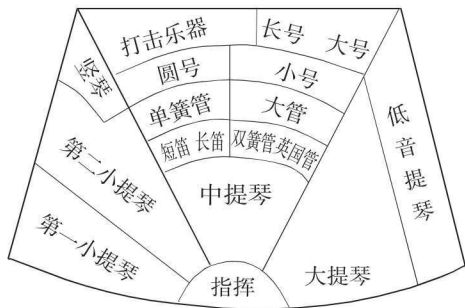 打击乐器
长号 大号
竖琴
圆号
小号
单簧管
大管
短笛 长笛
双簧管 英国管
低音提琴
第二小提琴
中提琴
第一小提琴
指挥
大提琴